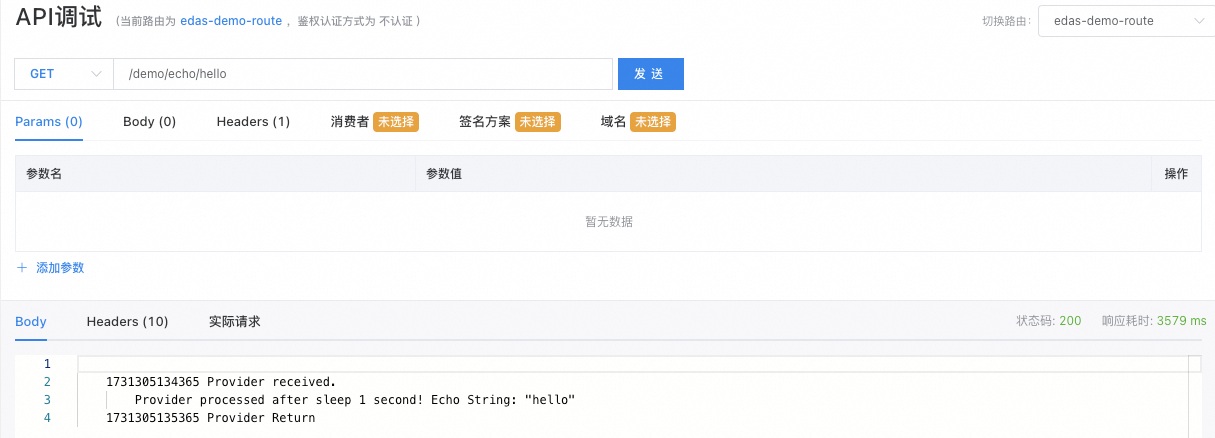 API调试 (当前路由为 edas-demo-route ，鉴权认证方式为 不认证 ) 切换路由: edas-demo-route
GET /demo/echo/hello 发 送
Params (0) Body (0) Headers (1) 消费者 未选择 签名方案 未选择 域名 未选择
参数名 参数值 操作
暂无数据
+ 添加参数
Body Headers (10) 实际请求 状态码: 200 响应耗时: 3579 ms
1
2 1731305134365 Provider received.
3 Provider processed after sleep 1 second! Echo String: "hello"
4 1731305135365 Provider Return